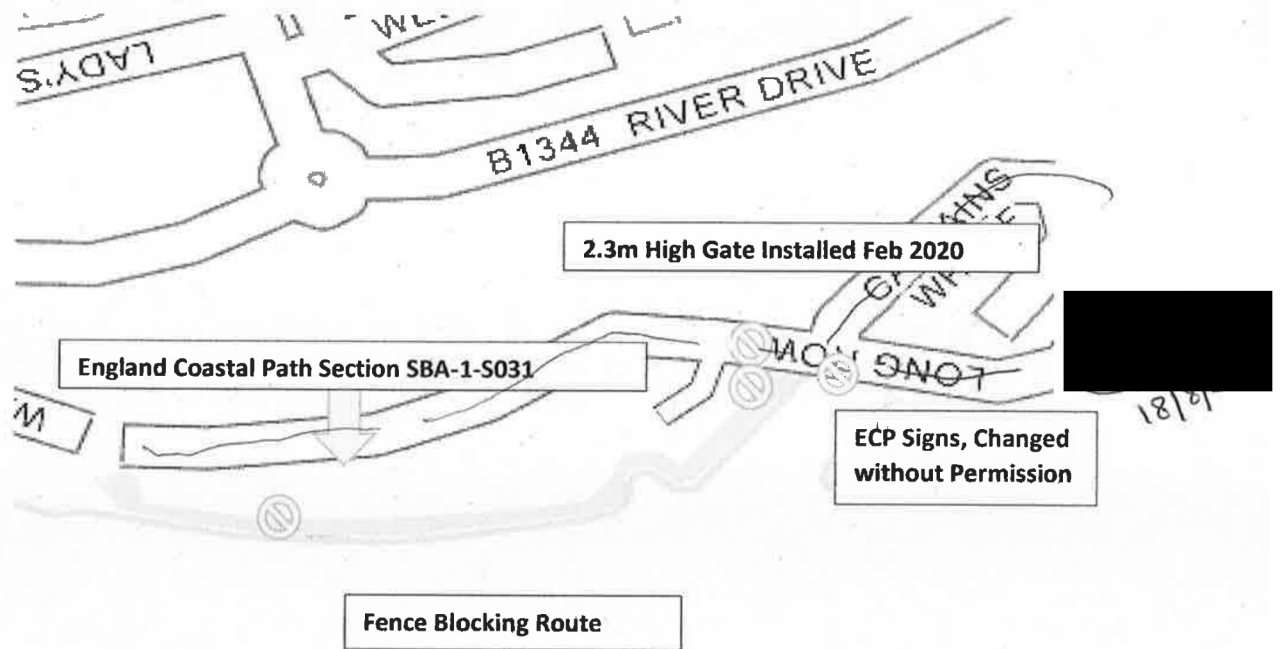 LADY'S
B1344 RIVER DRIVE
2.3m High Gate Installed Feb 2020
England Coastal Path Section SBA-1-S031
LONG ROW
ECP Signs, Changed
without Permission
Fence Blocking Route